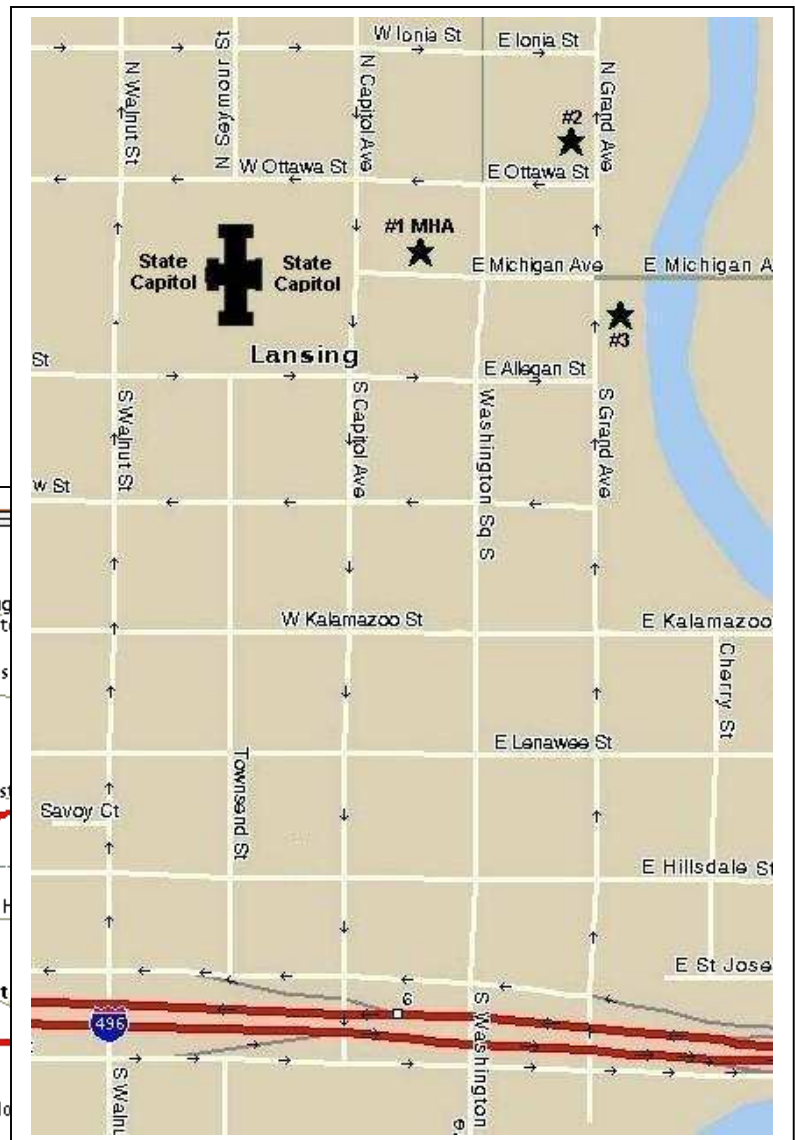 W Ionia St
E Ionia St
N Walnut St
N Seymour St
N Capitol Ave
N Grand Ave
#2
W Ottawa St
E Ottawa St
#1 MHA
State
Capitol
State
Capitol
E Michigan Ave
E Michigan A
#3
Lansing
St
E Allegan St
S Walnut St
S Capitol Ave
Washington Sq S
S Grand Ave
w St
W Kalamazoo St
E Kalamazoo
Cherry St
E Lenawee St
Townsend St
Savoy Ct
E Hillsdale St
E St Jose
6
496
S Washington
S Walnu